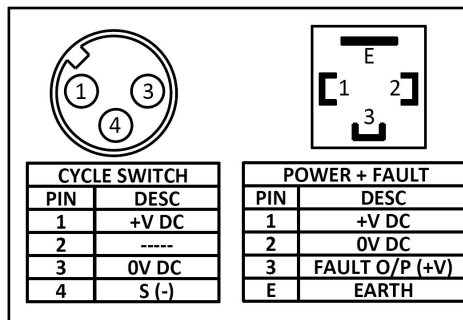 1 3
4
E
1 2
3
CYCLE SWITCH
PIN DESC
1 +V DC
2 -----
3 0V DC
4 S (-)
POWER + FAULT
PIN DESC
1 +V DC
2 0V DC
3 FAULT O/P (+V)
E EARTH